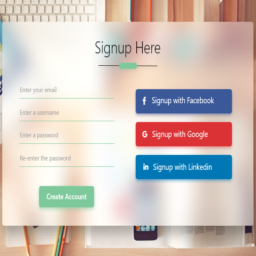 Signup Here
Enter your email
Enter a username
Enter a password
Re-enter the password
Create Account
f Signup with Facebook
G Signup with Google
in Signup with Linkedin